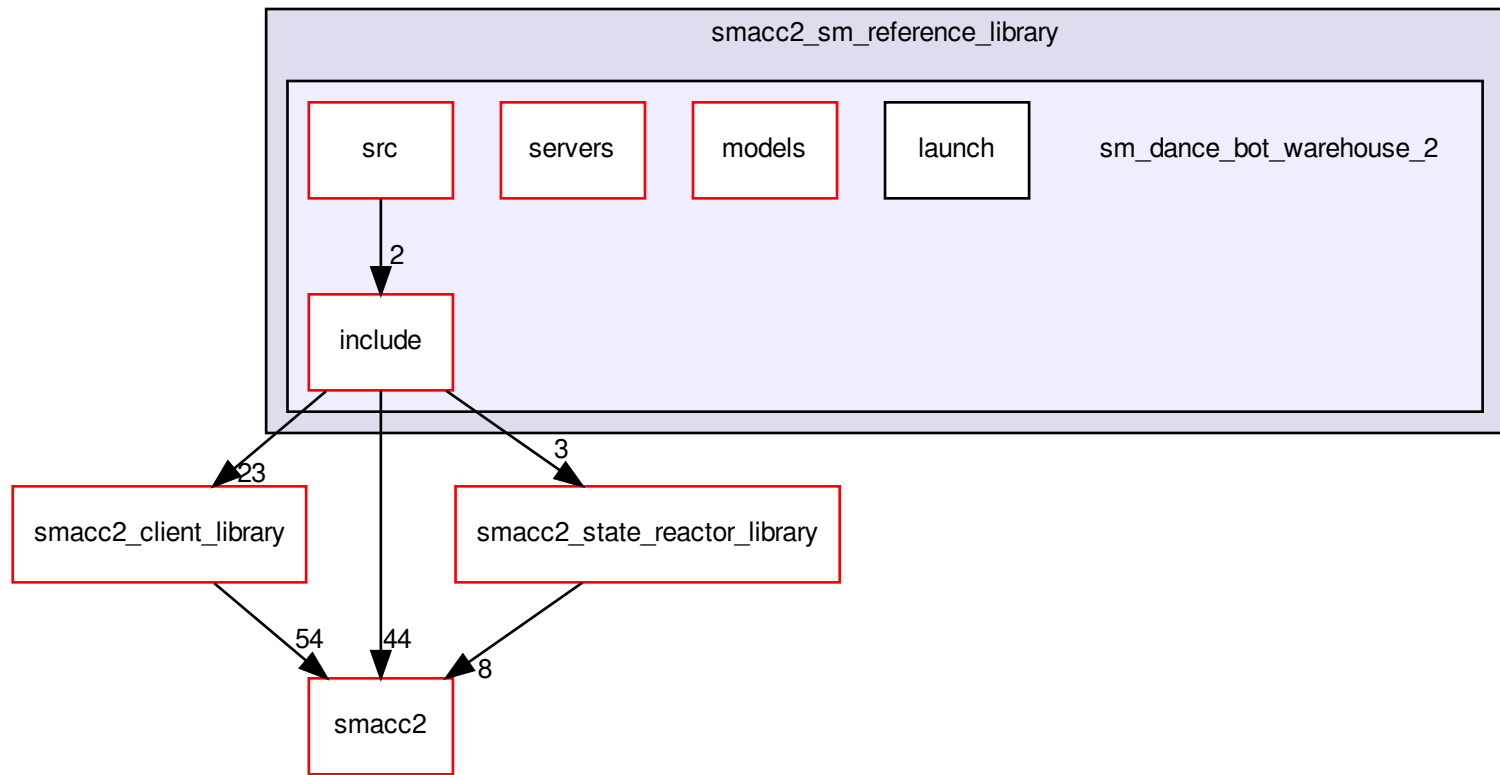 smacc2_sm_reference_library
src
servers
models
launch
sm_dance_bot_warehouse_2
2
include
23
3
smacc2_client_library
smacc2_state_reactor_library
54
44
8
smacc2